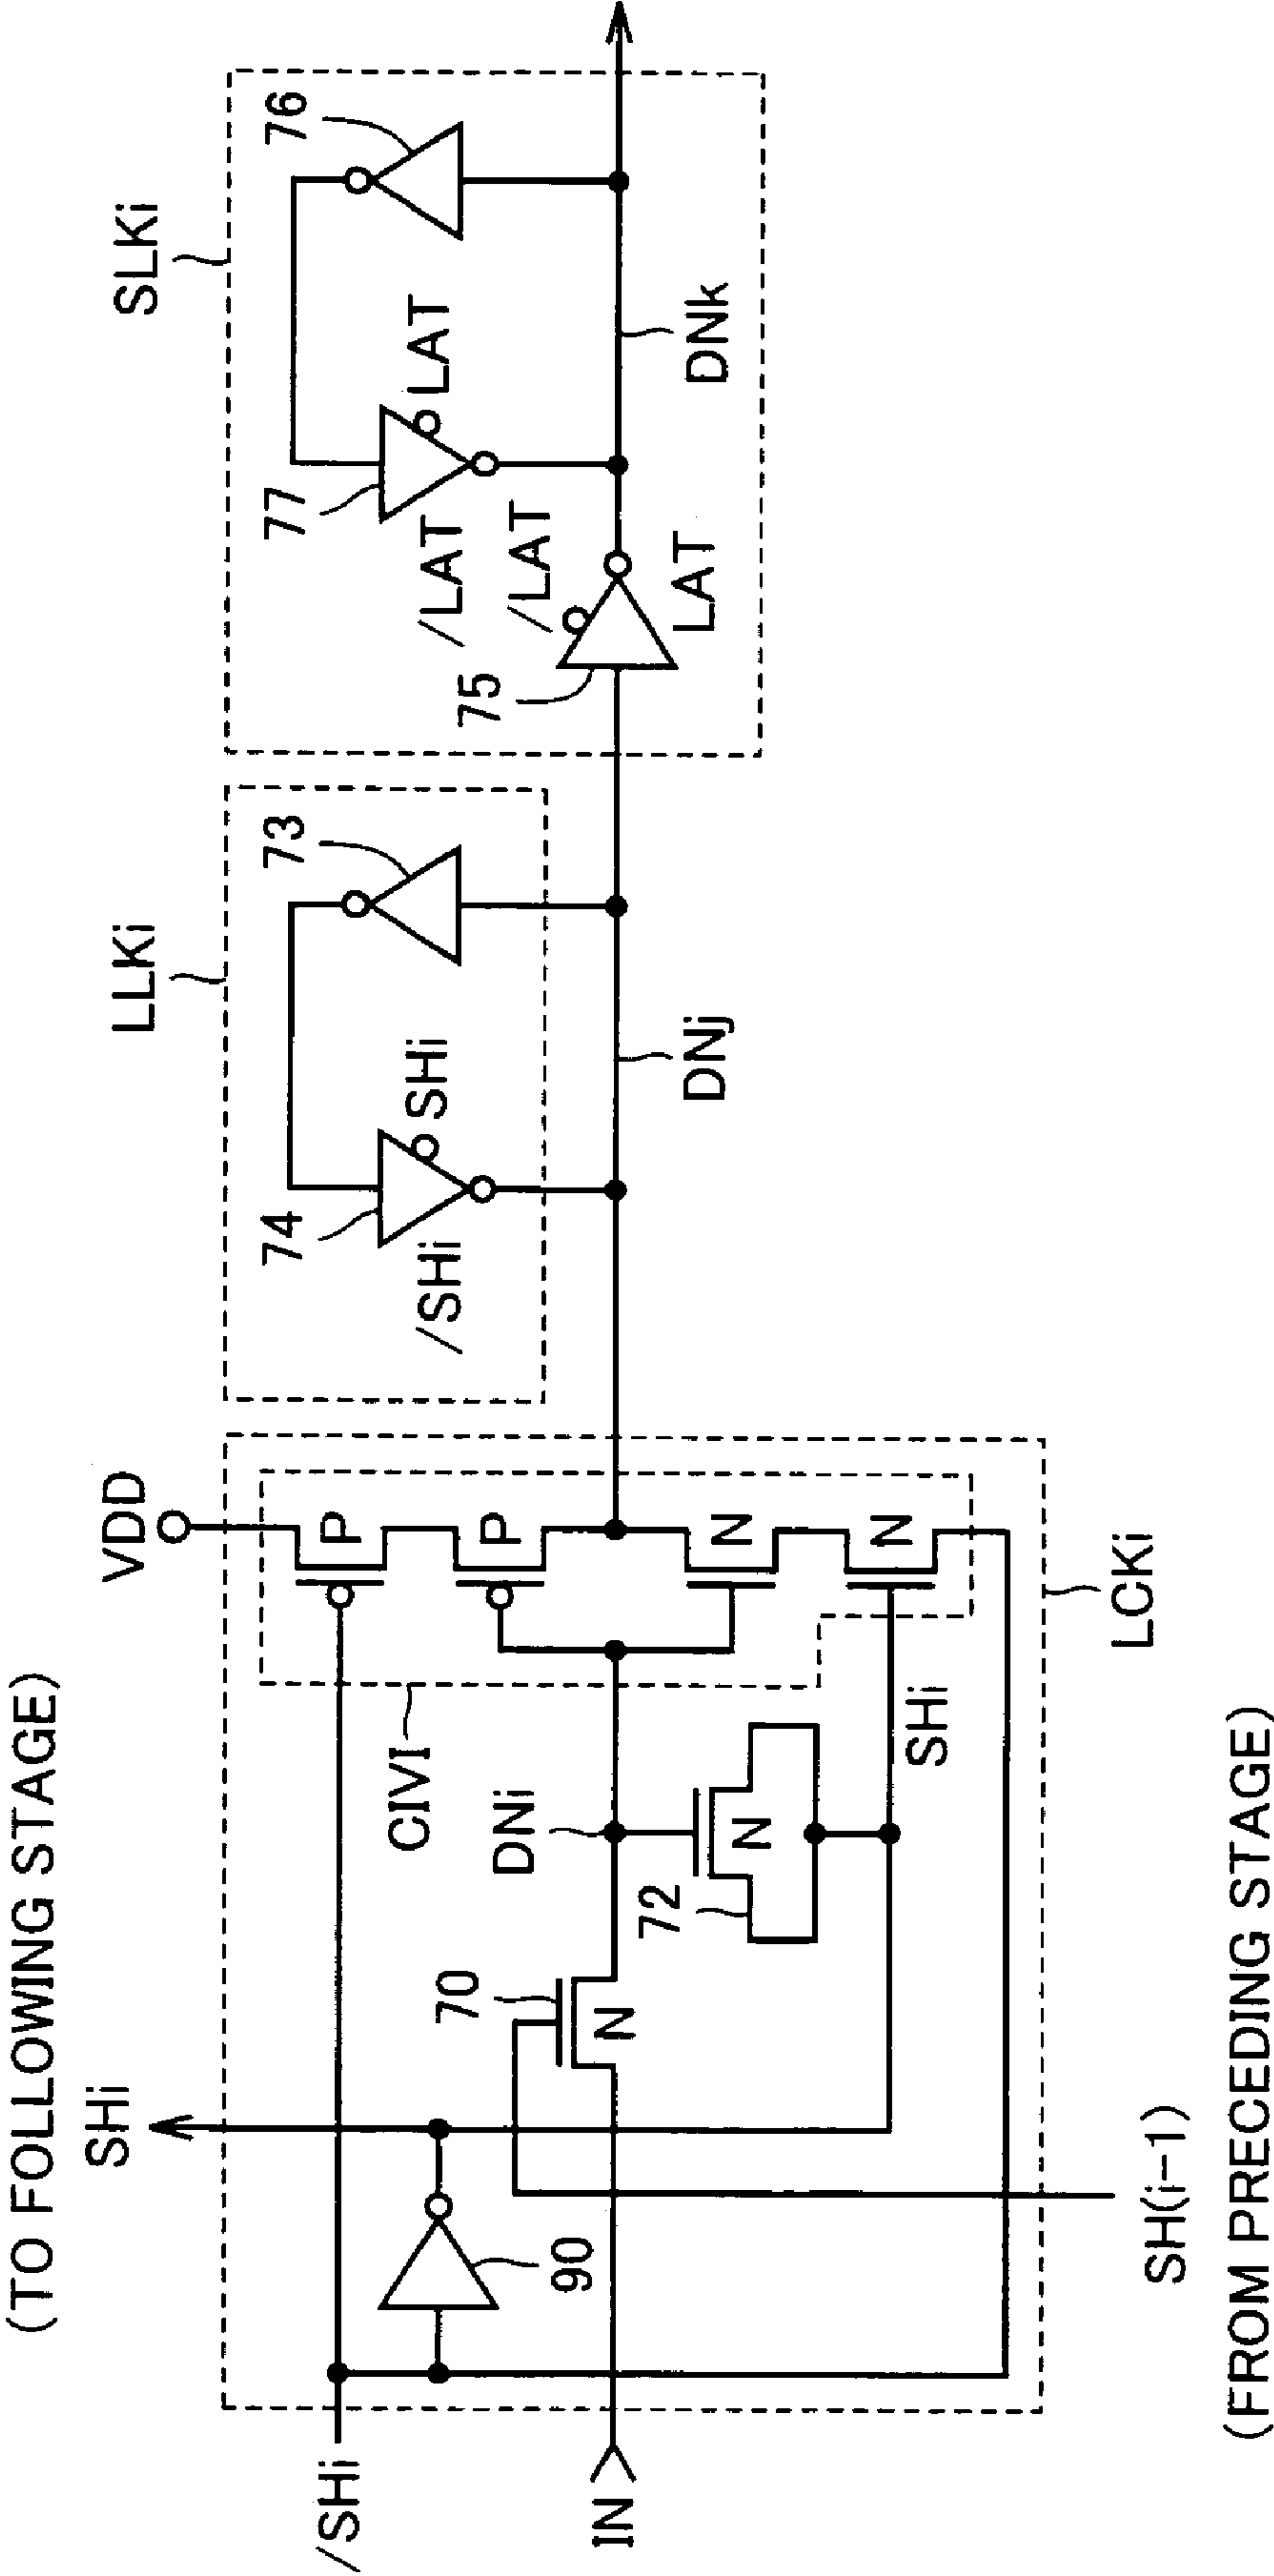 (TO FOLLOWING STAGE)
SHi
VDD
LLKi
SLKi
/SHi
IN
90
70
72
N
N
DNi
CIVI
P
P
N
N
SHi
LCKi
SH(i-1)
(FROM PRECEDING STAGE)
74
/SHi
SHi
73
DNj
75
/LAT
LAT
77
/LAT
LAT
76
DNk